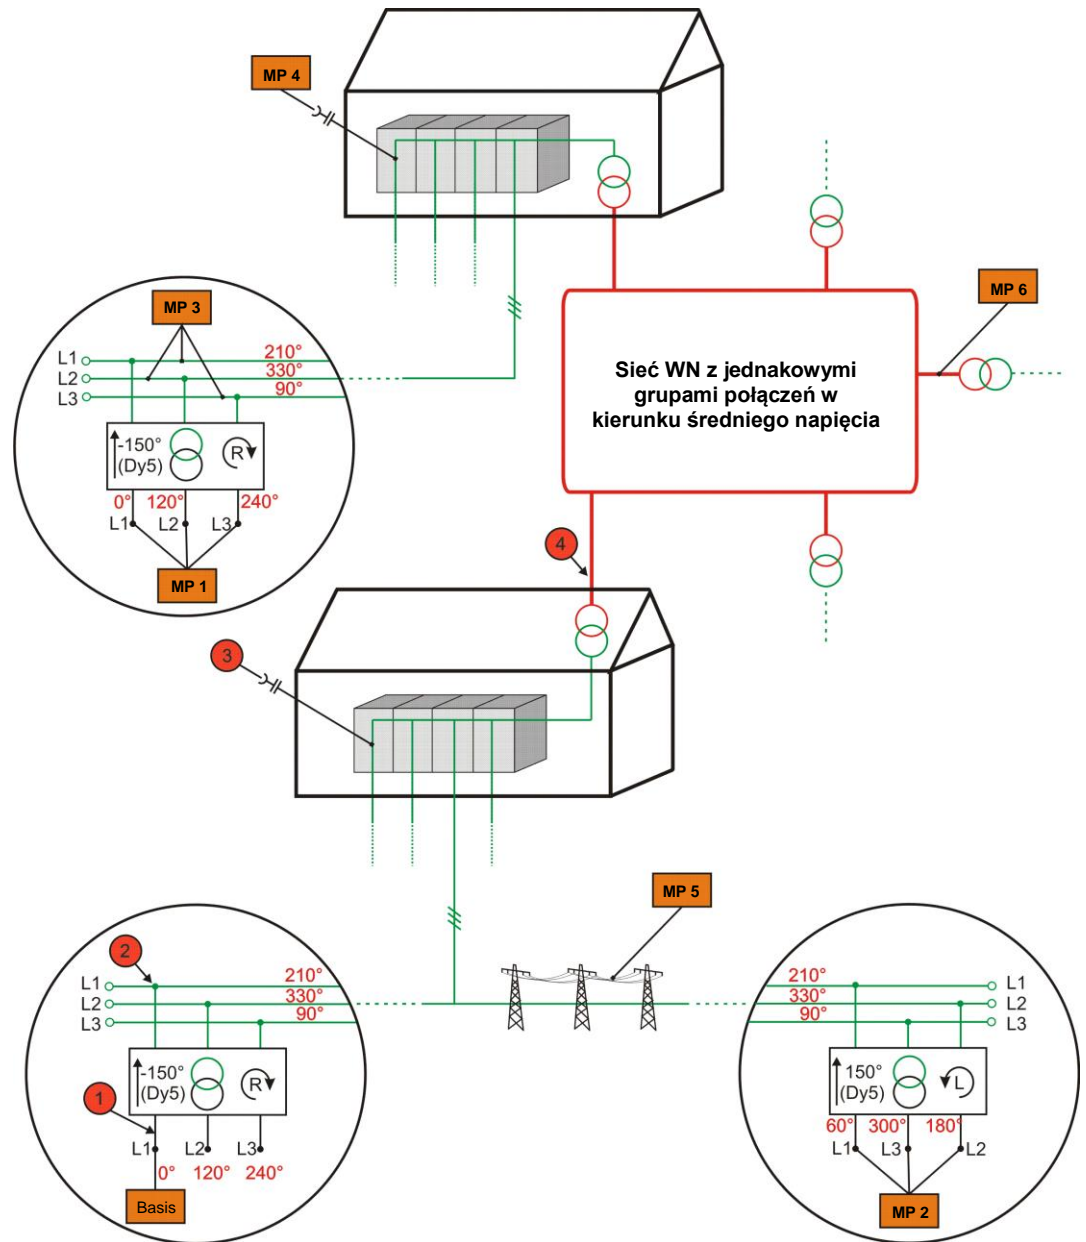 MP 4
MP 6
MP 3
L1
210°
L2
330°
L3
90°
-150°
(Dy5)
R
0°
120°
240°
L1
L2
L3
MP 1
Sieć WN z jednakowymi
grupami połączeń w
kierunku średniego napięcia
4
3
MP 5
2
L1
210°
L2
330°
L3
90°
-150°
(Dy5)
R
1
L1
L2
L3
0°
120°
240°
Basis
210°
L1
330°
L2
90°
L3
150°
(Dy5)
L
60°
300°
180°
L1
L3
L2
MP 2